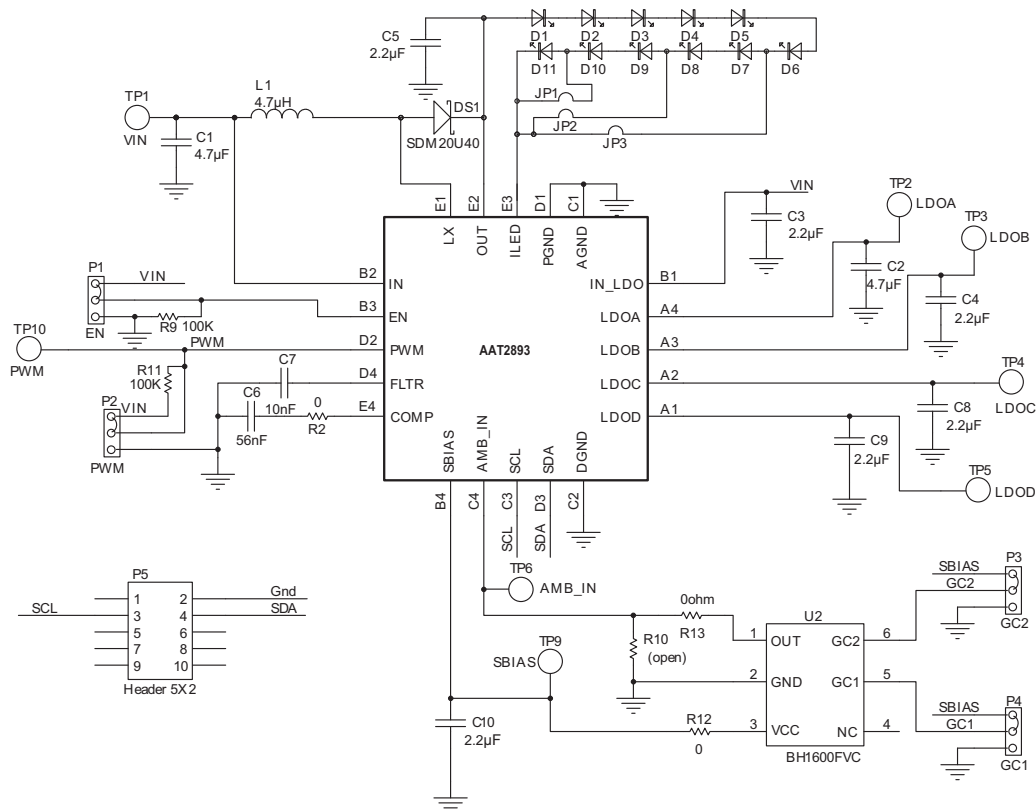 C5
2.2µF
D1 D2 D3 D4 D5
D11 D10 D9 D8 D7 D6
JP1
JP2
JP3
TP1
VIN
L1
4.7µH
DS1
SDM20U40
C1
4.7µF
E1 E2 E3 D1 C1
LX OUT ILED PGND AGND
VIN
C3
2.2µF
TP2
LDOA
TP3
LDOB
C2
4.7µF
C4
2.2µF
P1
VIN
EN
R9
100K
B2 IN
B3 EN
D2 PWM
D4 FLTR
E4 COMP
AAT2893
IN_LDO B1
LDOA A4
LDOB A3
LDOC A2
LDOD A1
TP10
PWM
PWM
R11
100K
P2
VIN
PWM
C7
10nF
C6
56nF
0
R2
TP4
LDOC
C8
2.2µF
C9
2.2µF
TP5
LDOD
SBIAS AMB_IN SCL SDA DGND
B4 C4 C3 D3 C2
SCL SDA
TP6
AMB_IN
P5
1 2 Gnd
SCL 3 4 SDA
5 6
7 8
9 10
Header 5X2
TP9
SBIAS
C10
2.2µF
R10
(open)
0ohm
R13
R12
0
U2
1 OUT GC2 6
2 GND GC1 5
3 VCC NC 4
BH1600FVC
P3
SBIAS
GC2
GC2
P4
SBIAS
GC1
GC1